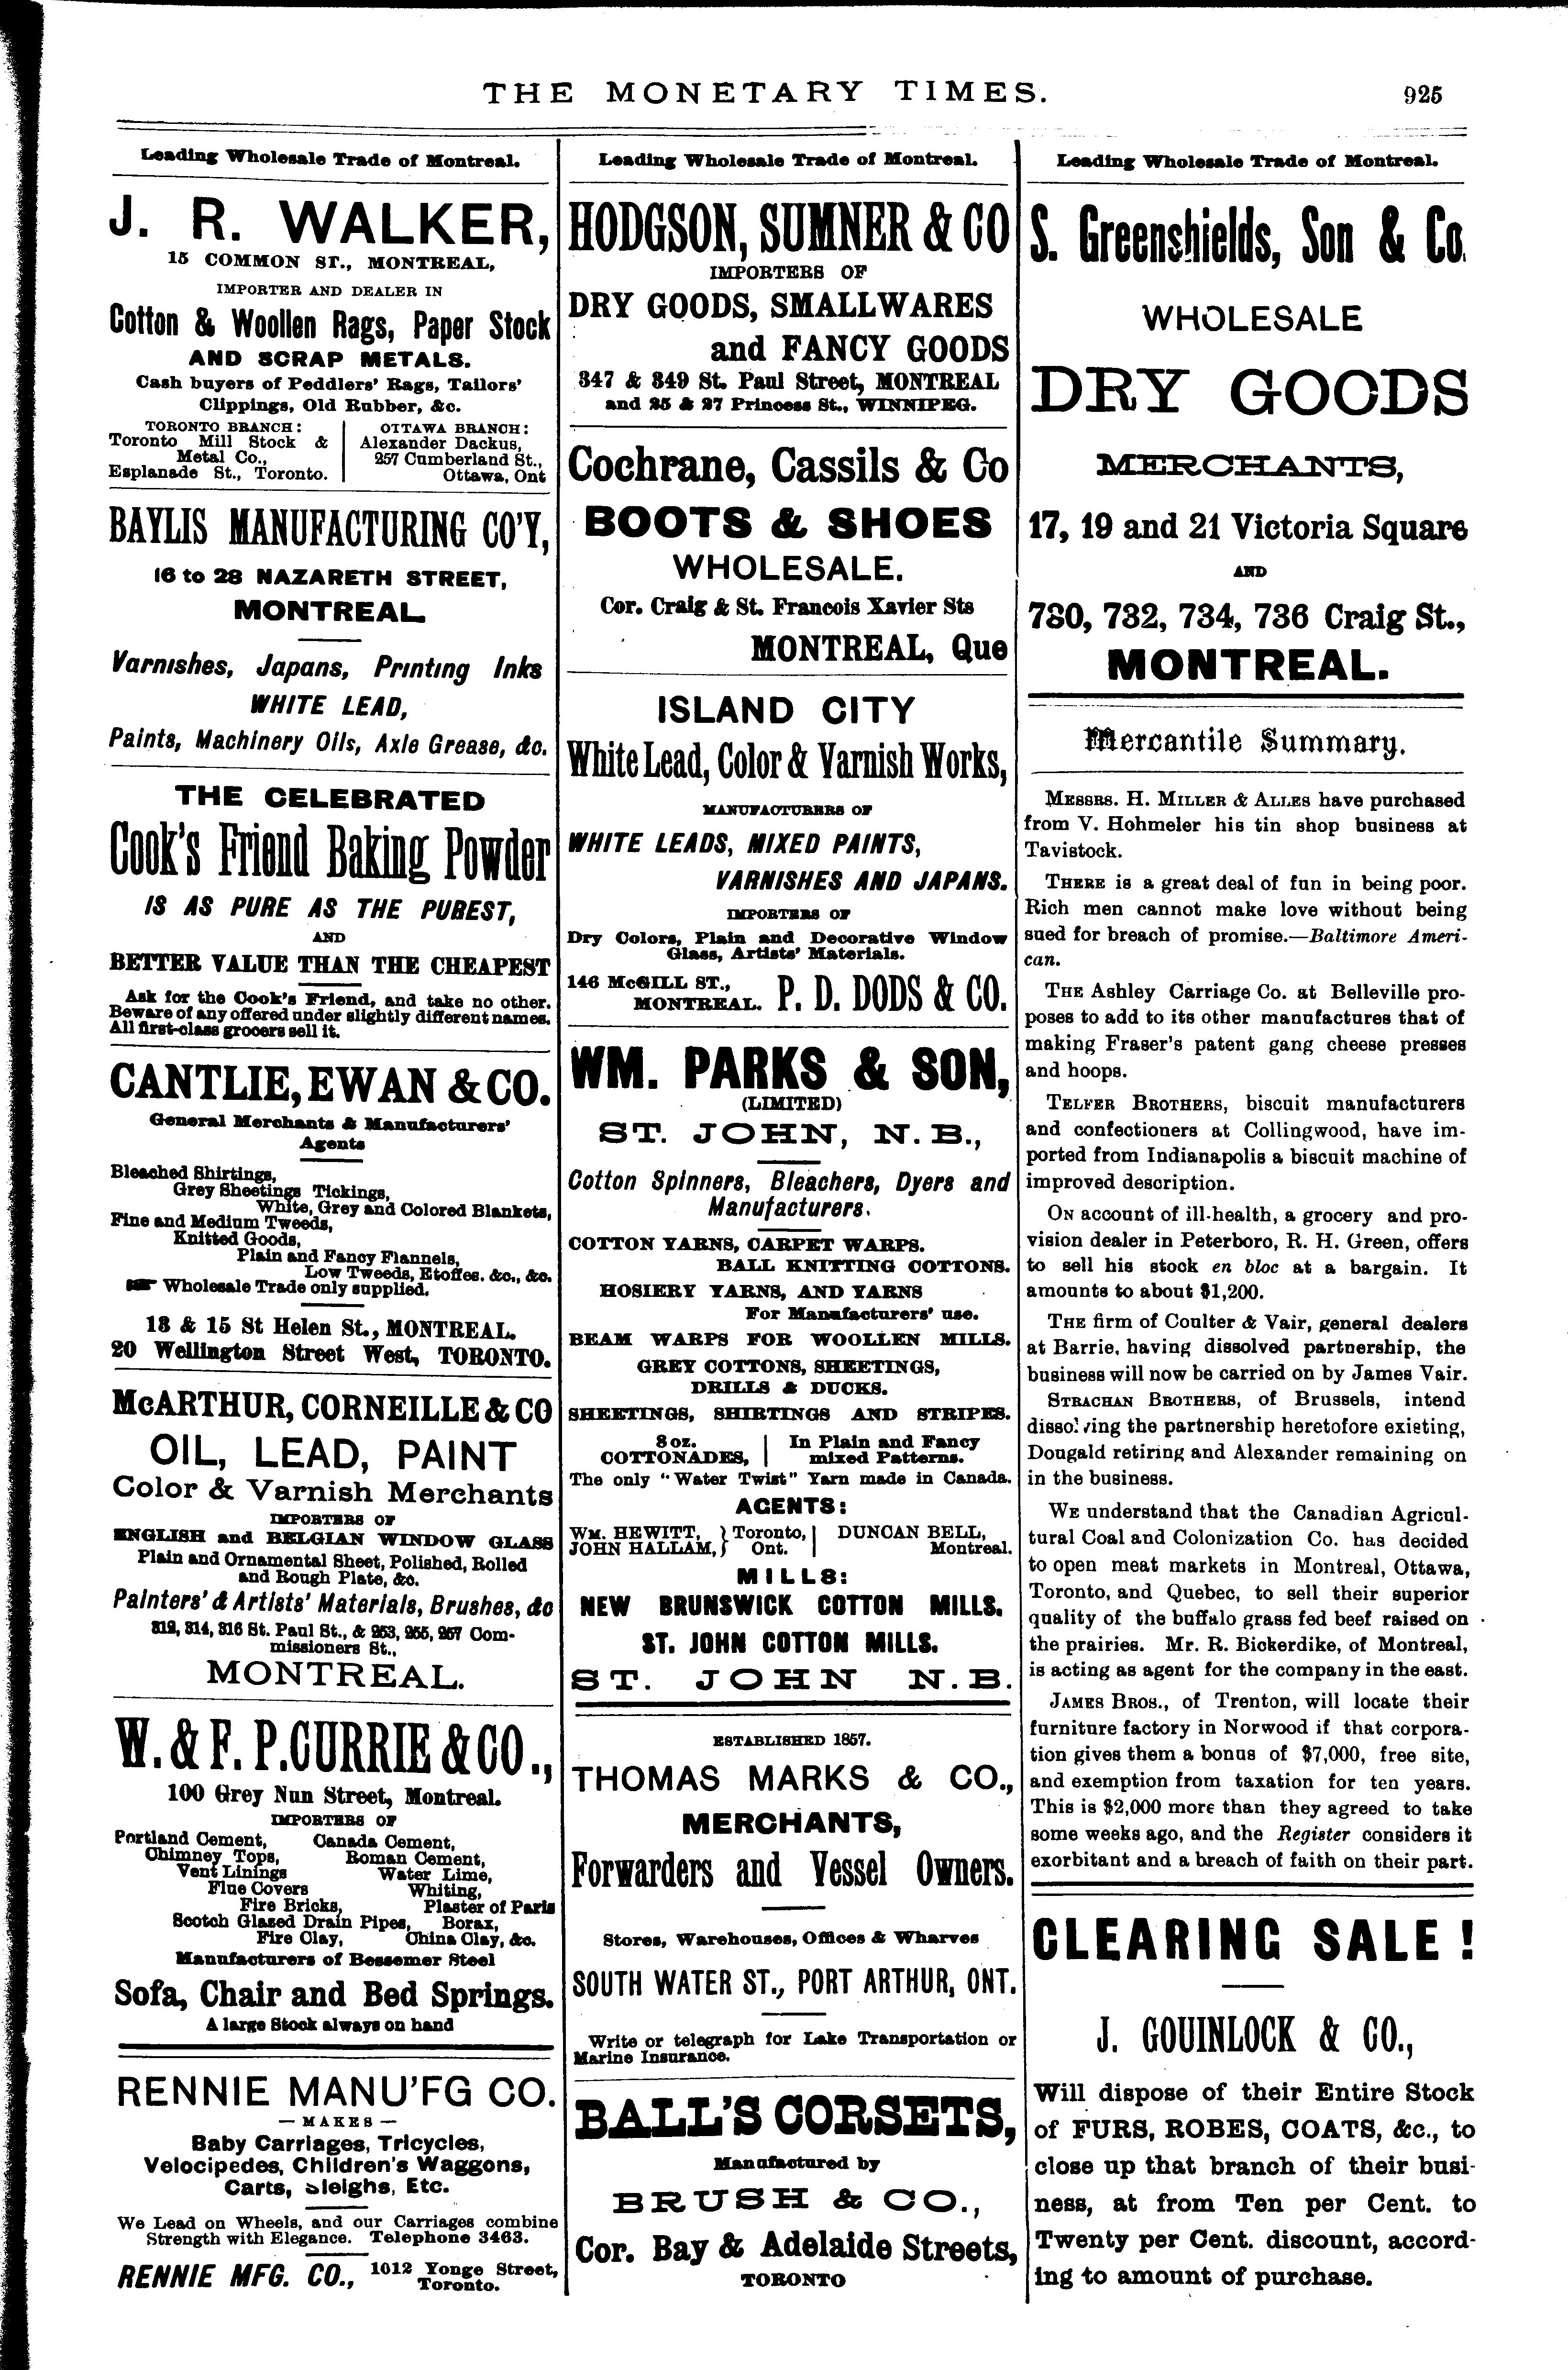 THE MONETARY TIMES.
925
Leading Wholesale Trade of Montreal.
J. R. WALKER,
15 COMMON ST., MONTREAL,
IMPORTER AND DEALER IN
Cotton & Woollen Rags, Paper Stock
AND SCRAP METALS.
Cash buyers of Peddlers' Rags, Tailors'
Clippings, Old Rubber, &c.
TORONTO BRANCH:
Toronto Mill Stock &
Metal Co.,
Esplanade St., Toronto.
OTTAWA BRANCH:
Alexander Dackus,
257 Cumberland St.,
Ottawa, Ont
BAYLIS MANUFACTURING CO'Y,
16 to 28 NAZARETH STREET,
MONTREAL
Varnishes, Japans, Printing Inks
WHITE LEAD,
Paints, Machinery Oils, Axle Grease, &c.
THE CELEBRATED
Cook's Friend Baking Powder
IS AS PURE AS THE PUREST,
AND
BETTER VALUE THAN THE CHEAPEST
Ask for the Cook's Friend, and take no other.
Beware of any offered under slightly different names.
All first-class grocers sell it.
CANTLIE, EWAN & CO.
General Merchants & Manufacturers'
Agents
Bleached Shirtings,
Grey Sheetings Tickings,
White, Grey and Colored Blankets,
Fine and Medium Tweeds,
Knitted Goods,
Plain and Fancy Flannels,
Low Tweeds, Etoffes. &c., &c.
☛ Wholesale Trade only supplied.
13 & 15 St Helen St., MONTREAL.
20 Wellington Street West, TORONTO.
McARTHUR, CORNEILLE & CO
OIL, LEAD, PAINT
Color & Varnish Merchants
IMPORTERS OF
ENGLISH and BELGIAN WINDOW GLASS
Plain and Ornamental Sheet, Polished, Rolled
and Rough Plate, &c.
Painters' & Artists' Materials, Brushes, &c
312, 314, 316 St. Paul St., & 253, 255, 257 Com-
missioners St.,
MONTREAL.
W. & F. P. CURRIE & CO.,
100 Grey Nun Street, Montreal.
IMPORTERS OF
Portland Cement, Canada Cement,
Chimney Tops, Roman Cement,
Vent Linings Water Lime,
Flue Covers Whiting,
Fire Bricks, Plaster of Paris
Scotch Glazed Drain Pipes, Borax,
Fire Clay, China Clay, &c.
Manufacturers of Bessemer Steel
Sofa, Chair and Bed Springs.
A large Stock always on hand
RENNIE MANU'FG CO.
— MAKES —
Baby Carriages, Tricycles,
Velocipedes, Children's Waggons,
Carts, Sleighs, Etc.
We Lead on Wheels, and our Carriages combine
Strength with Elegance. Telephone 3463.
RENNIE MFG. CO., 1012 Yonge Street,
Toronto.
Leading Wholesale Trade of Montreal.
HODGSON, SUMNER & CO
IMPORTERS OF
DRY GOODS, SMALLWARES
and FANCY GOODS
347 & 349 St. Paul Street, MONTREAL
and 25 & 27 Princess St., WINNIPEG.
Cochrane, Cassils & Co
BOOTS & SHOES
WHOLESALE.
Cor. Craig & St. Francois Xavier Sts
MONTREAL, Que
ISLAND CITY
White Lead, Color & Varnish Works,
MANUFACTURERS OF
WHITE LEADS, MIXED PAINTS,
VARNISHES AND JAPANS.
IMPORTERS OF
Dry Colors, Plain and Decorative Window
Glass, Artists' Materials.
146 McGILL ST.,
MONTREAL. P. D. DODS & CO.
WM. PARKS & SON,
(LIMITED)
ST. JOHN, N. B.,
Cotton Spinners, Bleachers, Dyers and
Manufacturers.
COTTON YARNS, CARPET WARPS.
BALL KNITTING COTTONS.
HOSIERY YARNS, AND YARNS
For Manufacturers' use.
BEAM WARPS FOR WOOLLEN MILLS.
GREY COTTONS, SHEETINGS,
DRILLS & DUCKS.
SHEETINGS, SHIRTINGS AND STRIPES.
8 oz.
COTTONADES,
In Plain and Fancy
mixed Patterns.
The only "Water Twist" Yarn made in Canada.
AGENTS:
WM. HEWITT, } Toronto, | DUNCAN BELL,
JOHN HALLAM, } Ont. | Montreal.
MILLS:
NEW BRUNSWICK COTTON MILLS.
ST. JOHN COTTON MILLS.
ST. JOHN N. B.
ESTABLISHED 1857.
THOMAS MARKS & CO.,
MERCHANTS,
Forwarders and Vessel Owners.
Stores, Warehouses, Offices & Wharves
SOUTH WATER ST., PORT ARTHUR, ONT.
Write or telegraph for Lake Transportation or
Marine Insurance.
BALL'S CORSETS,
Manufactured by
BRUSH & CO.,
Cor. Bay & Adelaide Streets,
TORONTO
Leading Wholesale Trade of Montreal.
S. Greenshields, Son & Co.
WHOLESALE
DRY GOODS
MERCHANTS,
17, 19 and 21 Victoria Square
AND
730, 732, 734, 736 Craig St.,
MONTREAL.
Mercantile Summary.
MESSRS. H. MILLER & ALLES have purchased
from V. Hohmeler his tin shop business at
Tavistock.
THERE is a great deal of fun in being poor.
Rich men cannot make love without being
sued for breach of promise.—Baltimore Ameri-
can.
THE Ashley Carriage Co. at Belleville pro-
poses to add to its other manufactures that of
making Fraser's patent gang cheese presses
and hoops.
TELFER BROTHERS, biscuit manufacturers
and confectioners at Collingwood, have im-
ported from Indianapolis a biscuit machine of
improved description.
ON account of ill-health, a grocery and pro-
vision dealer in Peterboro, R. H. Green, offers
to sell his stock en bloc at a bargain. It
amounts to about $1,200.
THE firm of Coulter & Vair, general dealers
at Barrie, having dissolved partnership, the
business will now be carried on by James Vair.
STRACHAN BROTHERS, of Brussels, intend
dissolving the partnership heretofore existing,
Dougald retiring and Alexander remaining on
in the business.
WE understand that the Canadian Agricul-
tural Coal and Colonization Co. has decided
to open meat markets in Montreal, Ottawa,
Toronto, and Quebec, to sell their superior
quality of the buffalo grass fed beef raised on
the prairies. Mr. R. Bickerdike, of Montreal,
is acting as agent for the company in the east.
JAMES BROS., of Trenton, will locate their
furniture factory in Norwood if that corpora-
tion gives them a bonus of $7,000, free site,
and exemption from taxation for ten years.
This is $2,000 more than they agreed to take
some weeks ago, and the Register considers it
exorbitant and a breach of faith on their part.
CLEARING SALE !
J. GOUINLOCK & CO.,
Will dispose of their Entire Stock
of FURS, ROBES, COATS, &c., to
close up that branch of their busi-
ness, at from Ten per Cent. to
Twenty per Cent. discount, accord-
ing to amount of purchase.